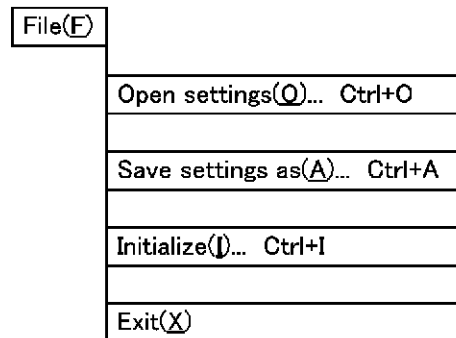 File(F)
Open settings(O)... Ctrl+O
Save settings as(A)... Ctrl+A
Initialize(I)... Ctrl+I
Exit(X)